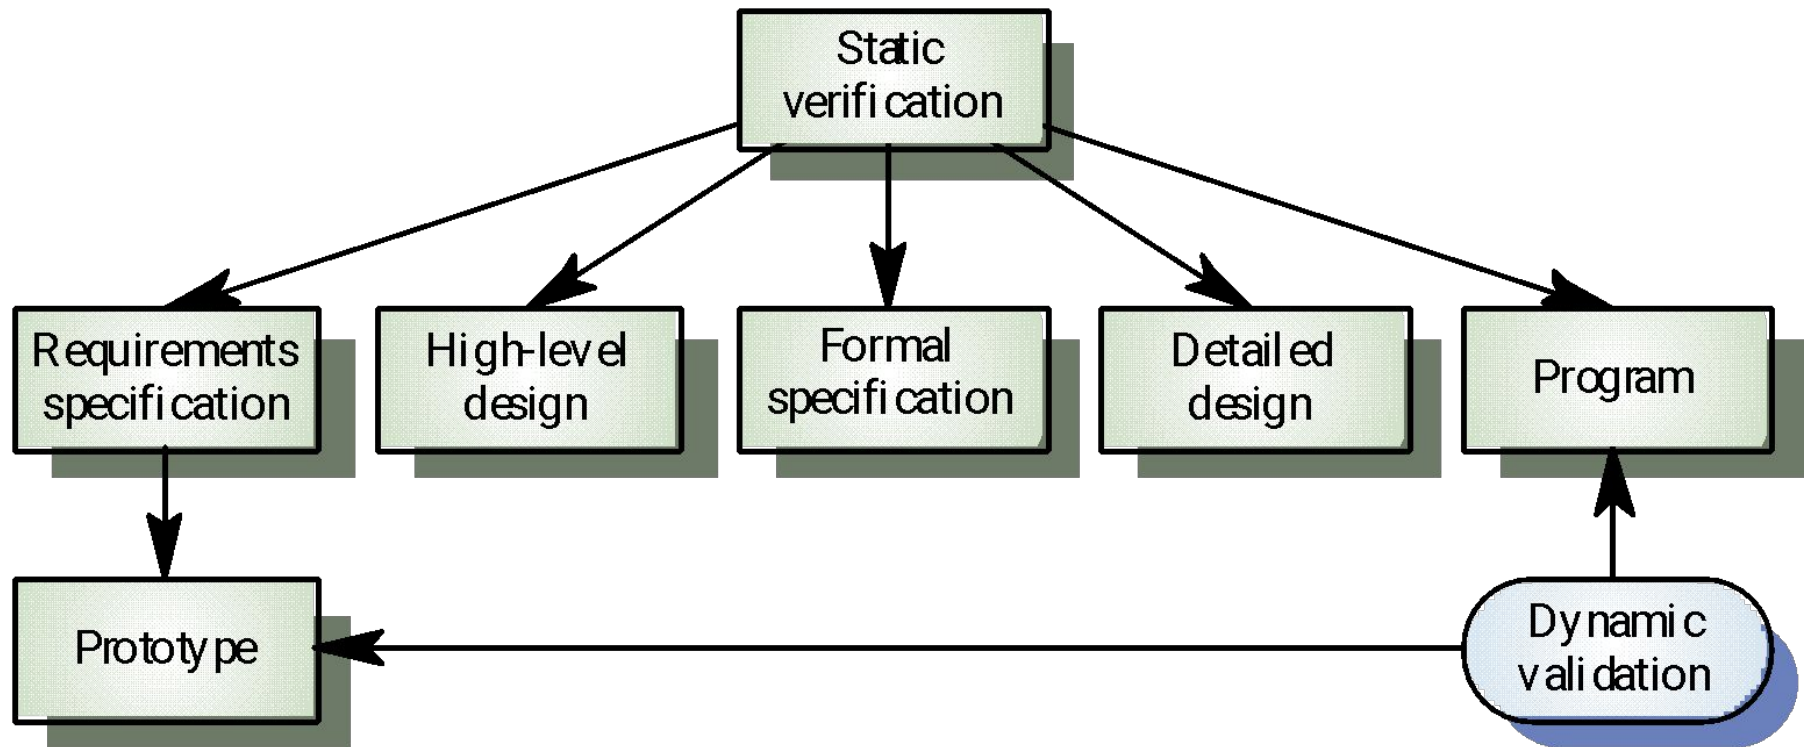 Static
verification
Requirements
specification
High-level
design
Formal
specification
Detailed
design
Program
Prototype
Dynamic
validation